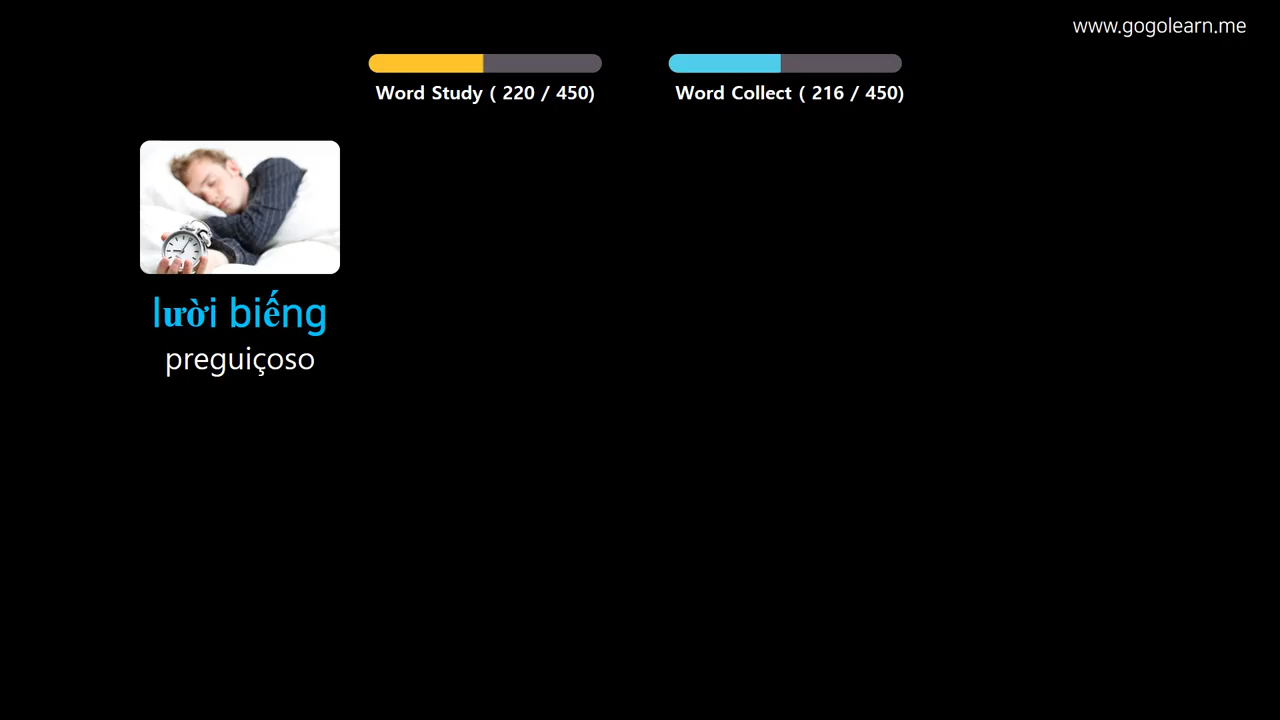 www.gogolearn.me
Word Study ( 220 / 450)
Word Collect ( 216 / 450)
lười biếng
preguiçoso